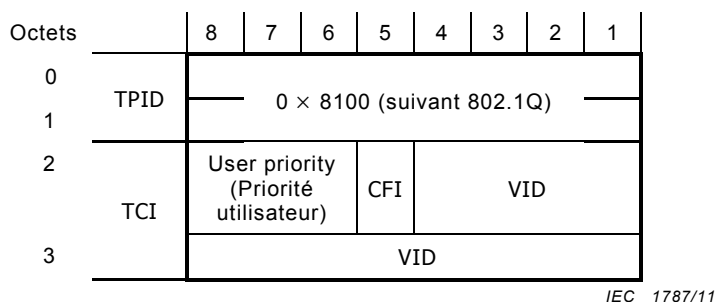 Octets 8 7 6 5 4 3 2 1
0
TPID 0 × 8100 (suivant 802.1Q)
1
2
User priority
(Priorité
utilisateur)
CFI VID
TCI
3 VID
IEC 1787/11